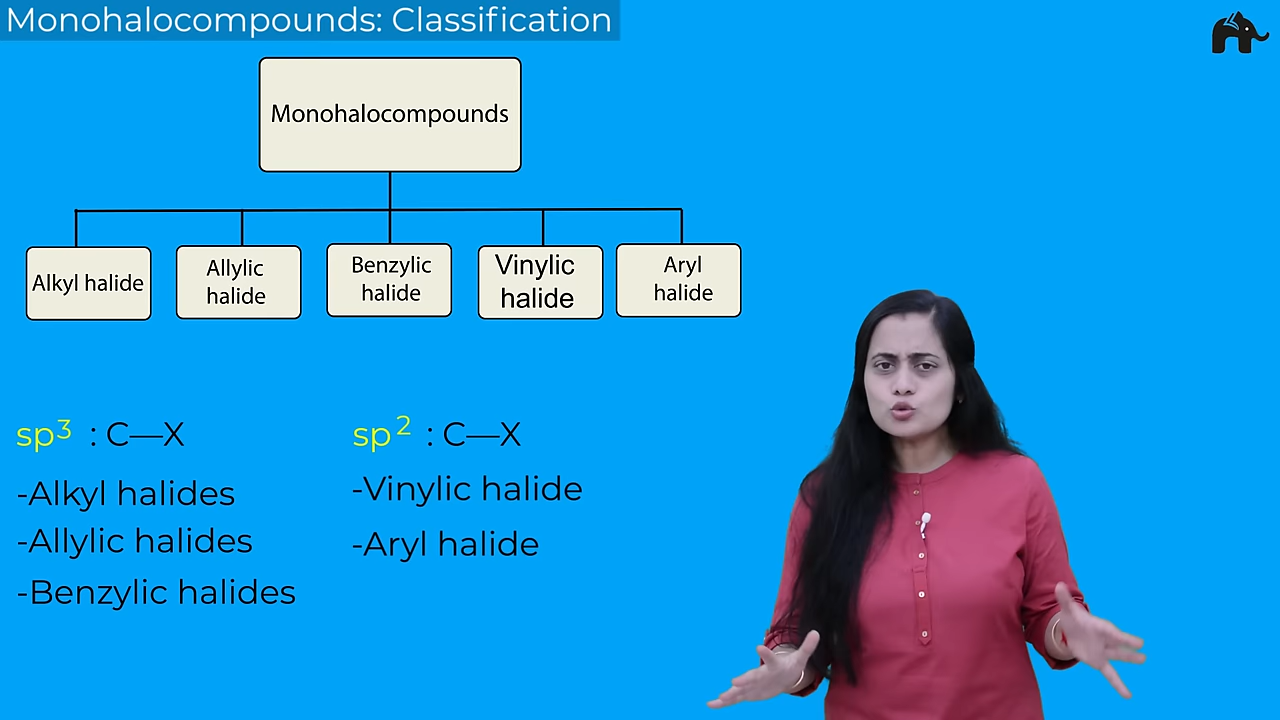 Monohalocompounds: Classification
Monohalocompounds
Alkyl halide
Allylic
halide
Benzylic
halide
Vinylic
halide
Aryl
halide
sp³ : C—X
-Alkyl halides
-Allylic halides
-Benzylic halides
sp² : C—X
-Vinylic halide
-Aryl halide